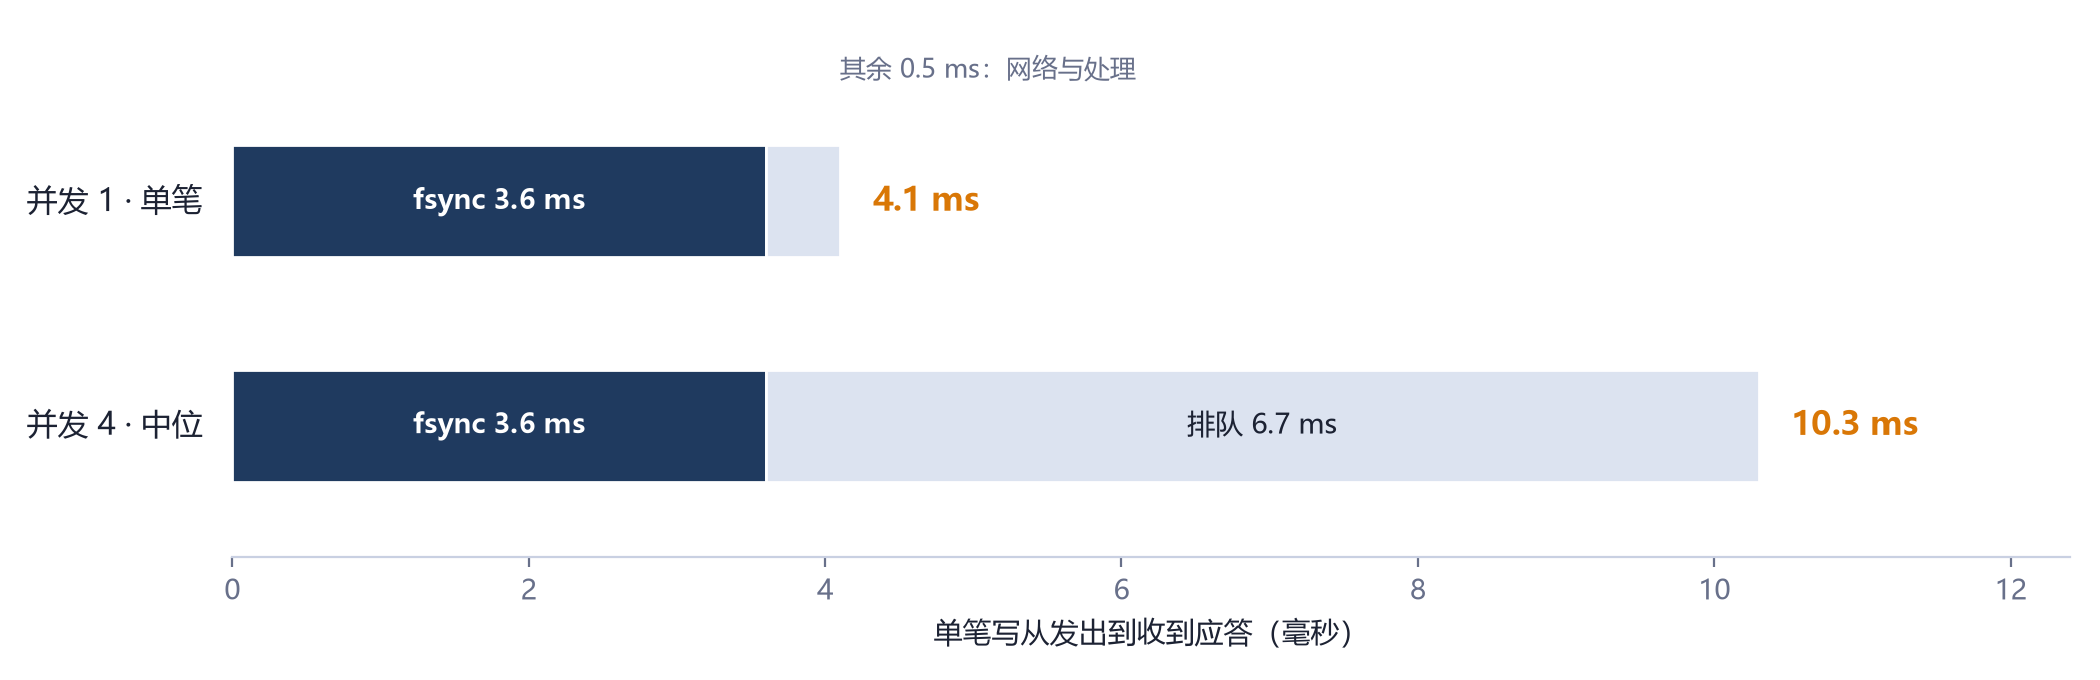 其余 0.5 ms：网络与处理
并发 1 · 单笔
fsync 3.6 ms
4.1 ms
并发 4 · 中位
fsync 3.6 ms
排队 6.7 ms
10.3 ms
0 2 4 6 8 10 12
单笔写从发出到收到应答（毫秒）